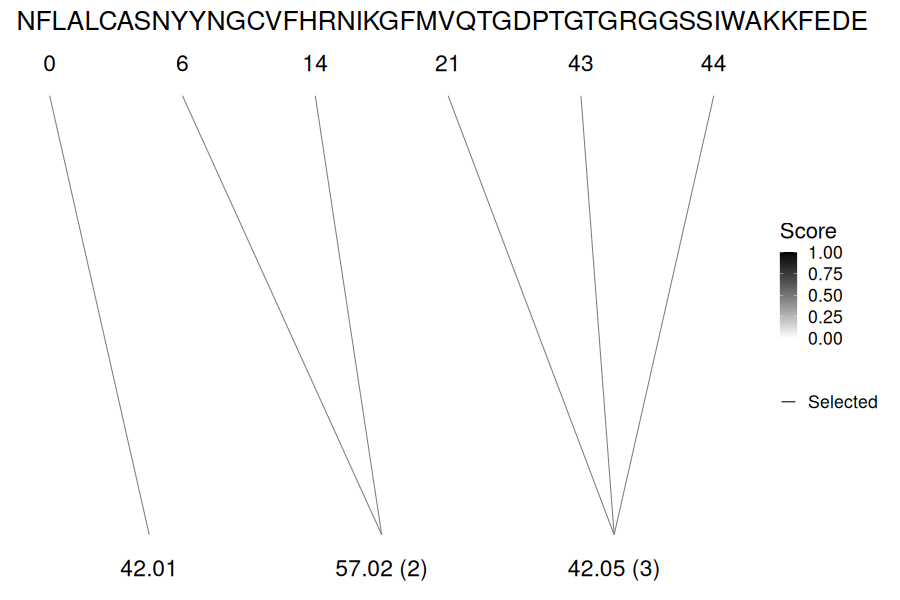 NFLALCASNYYNGCVFHRNIKGFMVQTGDPTGTGRGGSSIWAKKFEDE
0 6 14 21 43 44
Score
1.00
0.75
0.50
0.25
0.00
Selected
42.01 57.02 (2) 42.05 (3)